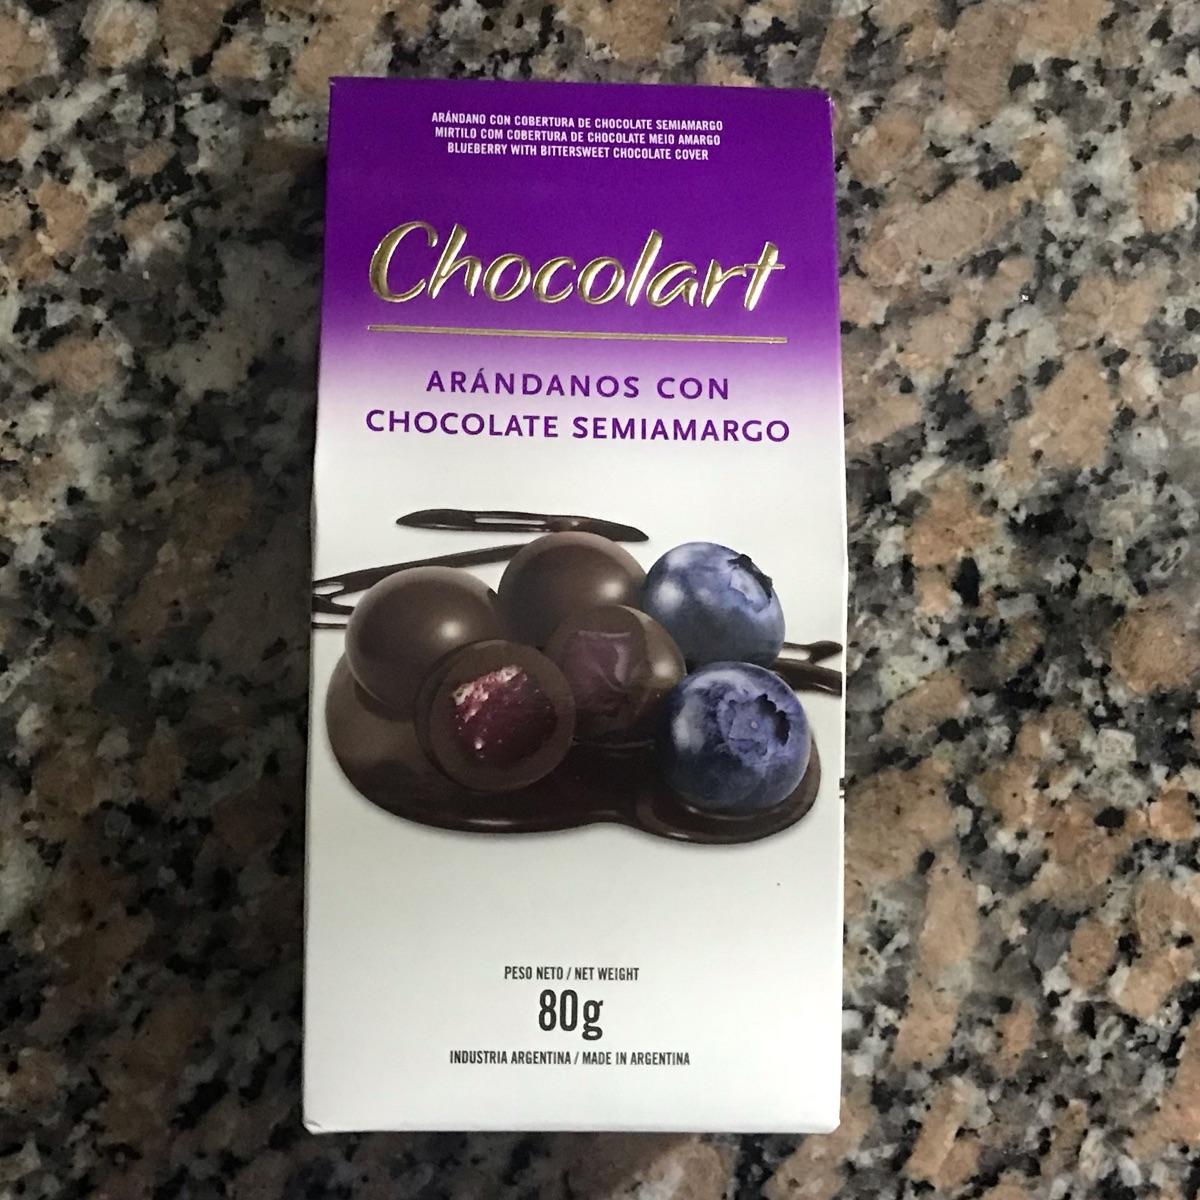 ARÁNDANO CON COBERTURA DE CHOCOLATE SEMIAMARGO
MIRTILO COM COBERTURA DE CHOCOLATE MEIO AMARGO
BLUEBERRY WITH BITTERSWEET CHOCOLATE COVER
Chocolart
ARÁNDANOS CON
CHOCOLATE SEMIAMARGO
PESO NETO / NET WEIGHT
80g
INDUSTRIA ARGENTINA / MADE IN ARGENTINA